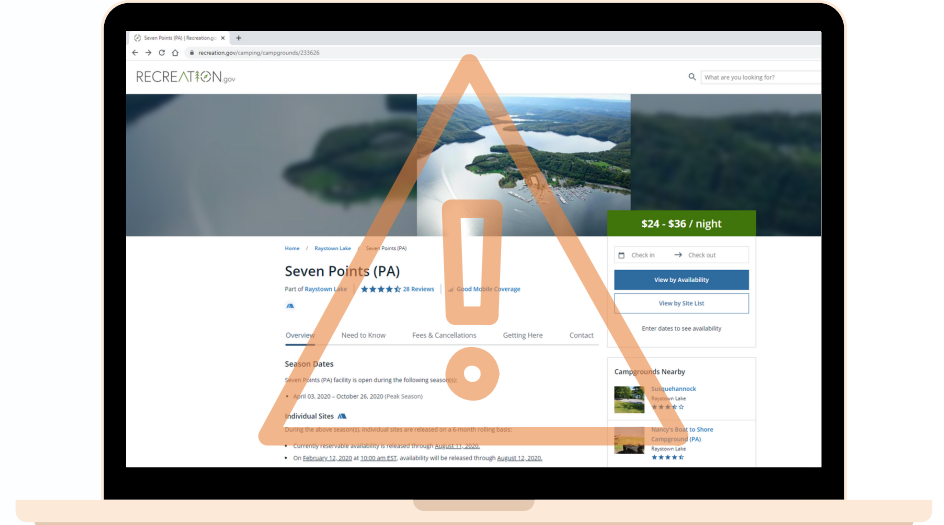 Seven Points (PA) | Recreation.go
recreation.gov/camping/campgrounds/233626
RECREATION.gov
What are you looking for?
$24 - $36 / night
Home / Raystown Lake / Seven Points (PA)
Check in → Check out
Seven Points (PA)
View by Availability
Part of Raystown Lake 28 Reviews Good Mobile Coverage
View by Site List
Enter dates to see availability
Overview Need to Know Fees & Cancellations Getting Here Contact
Season Dates
Seven Points (PA) facility is open during the following season(s):
• April 03, 2020 – October 26, 2020 (Peak Season)
Individual Sites
During the above season(s), individual sites are released on a 6-month rolling basis:
• Currently reservable availability is released through August 11, 2020.
• On February 12, 2020 at 10:00 am EST, availability will be released through August 12, 2020.
Campgrounds Nearby
Susquehannock
Raystown Lake
Nancy's Boat to Shore
Campground (PA)
Raystown Lake